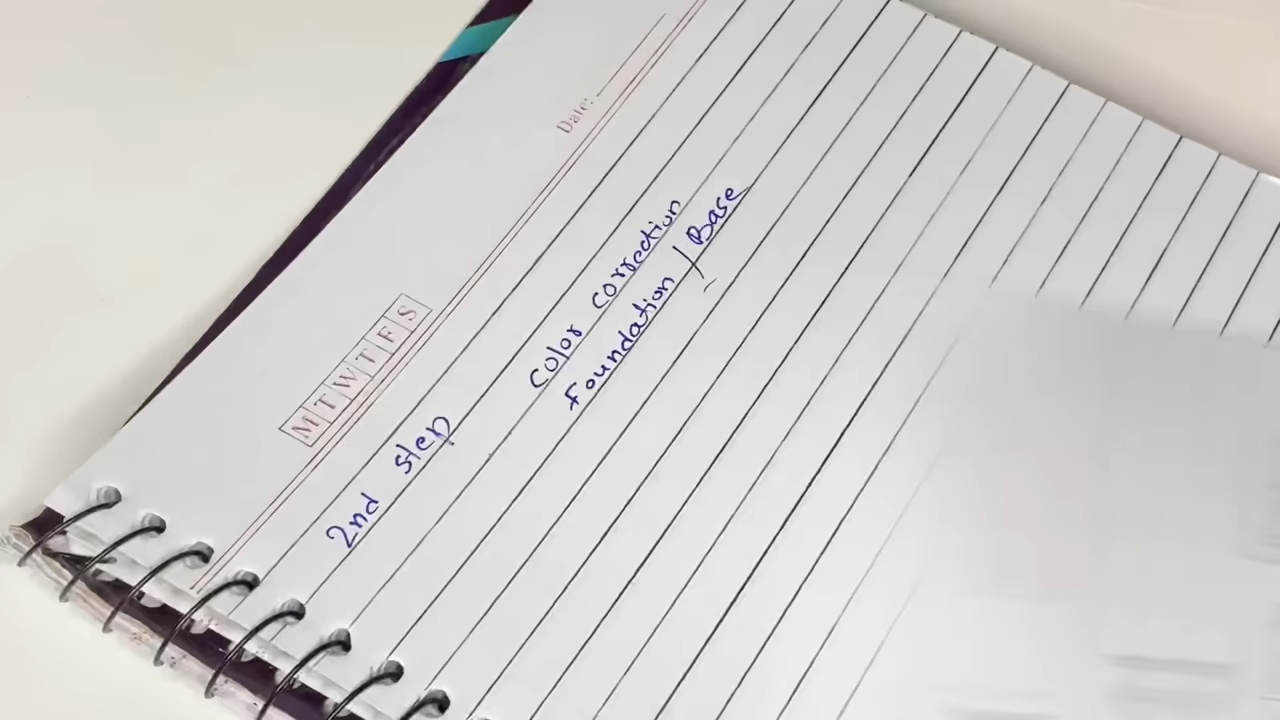 Date:
M T W T F S
2nd step
color correction
Foundation / Base